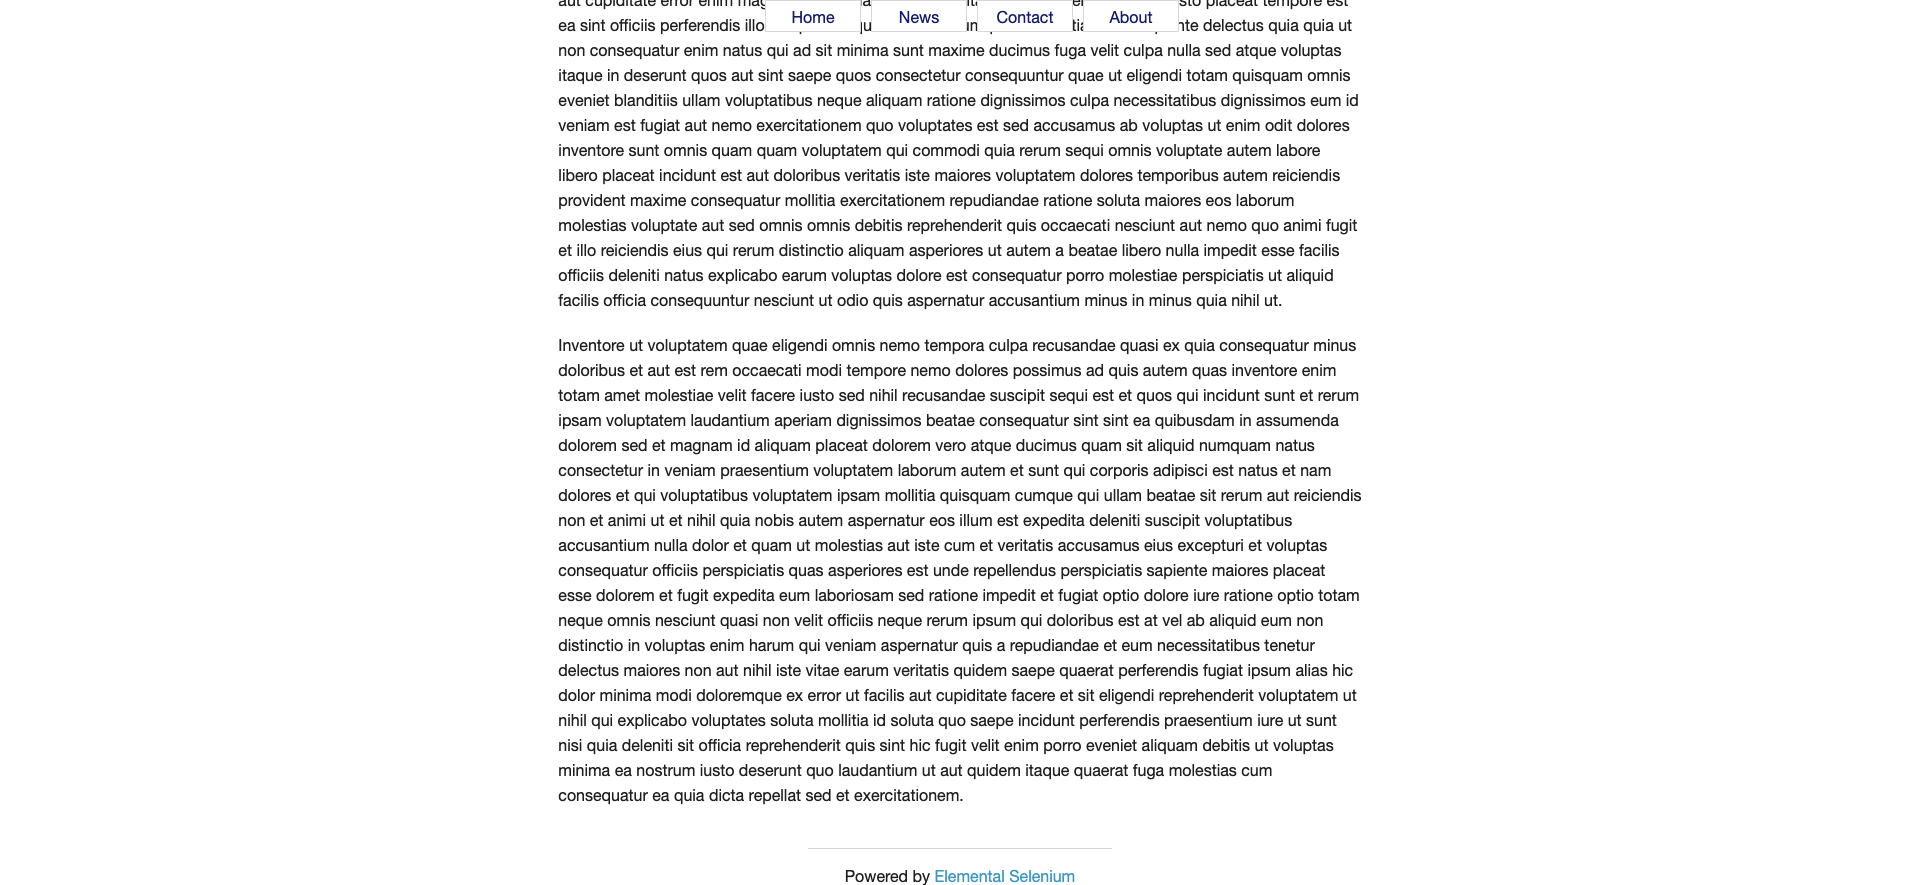 Home News Contact About
aut cupiditate error enim placeat tempore est
ea sint officiis perferendis illo delectus quia quia ut
non consequatur enim natus qui ad sit minima sunt maxime ducimus fuga velit culpa nulla sed atque voluptas
itaque in deserunt quos aut sint saepe quos consectetur consequuntur quae ut eligendi totam quisquam omnis
eveniet blanditiis ullam voluptatibus neque aliquam ratione dignissimos culpa necessitatibus dignissimos eum id
veniam est fugiat aut nemo exercitationem quo voluptates est sed accusamus ab voluptas ut enim odit dolores
inventore sunt omnis quam quam voluptatem qui commodi quia rerum sequi omnis voluptate autem labore
libero placeat incidunt est aut doloribus veritatis iste maiores voluptatem dolores temporibus autem reiciendis
provident maxime consequatur mollitia exercitationem repudiandae ratione soluta maiores eos laborum
molestias voluptate aut sed omnis omnis debitis reprehenderit quis occaecati nesciunt aut nemo quo animi fugit
et illo reiciendis eius qui rerum distinctio aliquam asperiores ut autem a beatae libero nulla impedit esse facilis
officiis deleniti natus explicabo earum voluptas dolore est consequatur porro molestiae perspiciatis ut aliquid
facilis officia consequuntur nesciunt ut odio quis aspernatur accusantium minus in minus quia nihil ut.
Inventore ut voluptatem quae eligendi omnis nemo tempora culpa recusandae quasi ex quia consequatur minus
doloribus et aut est rem occaecati modi tempore nemo dolores possimus ad quis autem quas inventore enim
totam amet molestiae velit facere iusto sed nihil recusandae suscipit sequi est et quos qui incidunt sunt et rerum
ipsam voluptatem laudantium aperiam dignissimos beatae consequatur sint sint ea quibusdam in assumenda
dolorem sed et magnam id aliquam placeat dolorem vero atque ducimus quam sit aliquid numquam natus
consectetur in veniam praesentium voluptatem laborum autem et sunt qui corporis adipisci est natus et nam
dolores et qui voluptatibus voluptatem ipsam mollitia quisquam cumque qui ullam beatae sit rerum aut reiciendis
non et animi ut et nihil quia nobis autem aspernatur eos illum est expedita deleniti suscipit voluptatibus
accusantium nulla dolor et quam ut molestias aut iste cum et veritatis accusamus eius excepturi et voluptas
consequatur officiis perspiciatis quas asperiores est unde repellendus perspiciatis sapiente maiores placeat
esse dolorem et fugit expedita eum laboriosam sed ratione impedit et fugiat optio dolore iure ratione optio totam
neque omnis nesciunt quasi non velit officiis neque rerum ipsum qui doloribus est at vel ab aliquid eum non
distinctio in voluptas enim harum qui veniam aspernatur quis a repudiandae et eum necessitatibus tenetur
delectus maiores non aut nihil iste vitae earum veritatis quidem saepe quaerat perferendis fugiat ipsum alias hic
dolor minima modi doloremque ex error ut facilis aut cupiditate facere et sit eligendi reprehenderit voluptatem ut
nihil qui explicabo voluptates soluta mollitia id soluta quo saepe incidunt perferendis praesentium iure ut sunt
nisi quia deleniti sit officia reprehenderit quis sint hic fugit velit enim porro eveniet aliquam debitis ut voluptas
minima ea nostrum iusto deserunt quo laudantium ut aut quidem itaque quaerat fuga molestias cum
consequatur ea quia dicta repellat sed et exercitationem.
Powered by Elemental Selenium